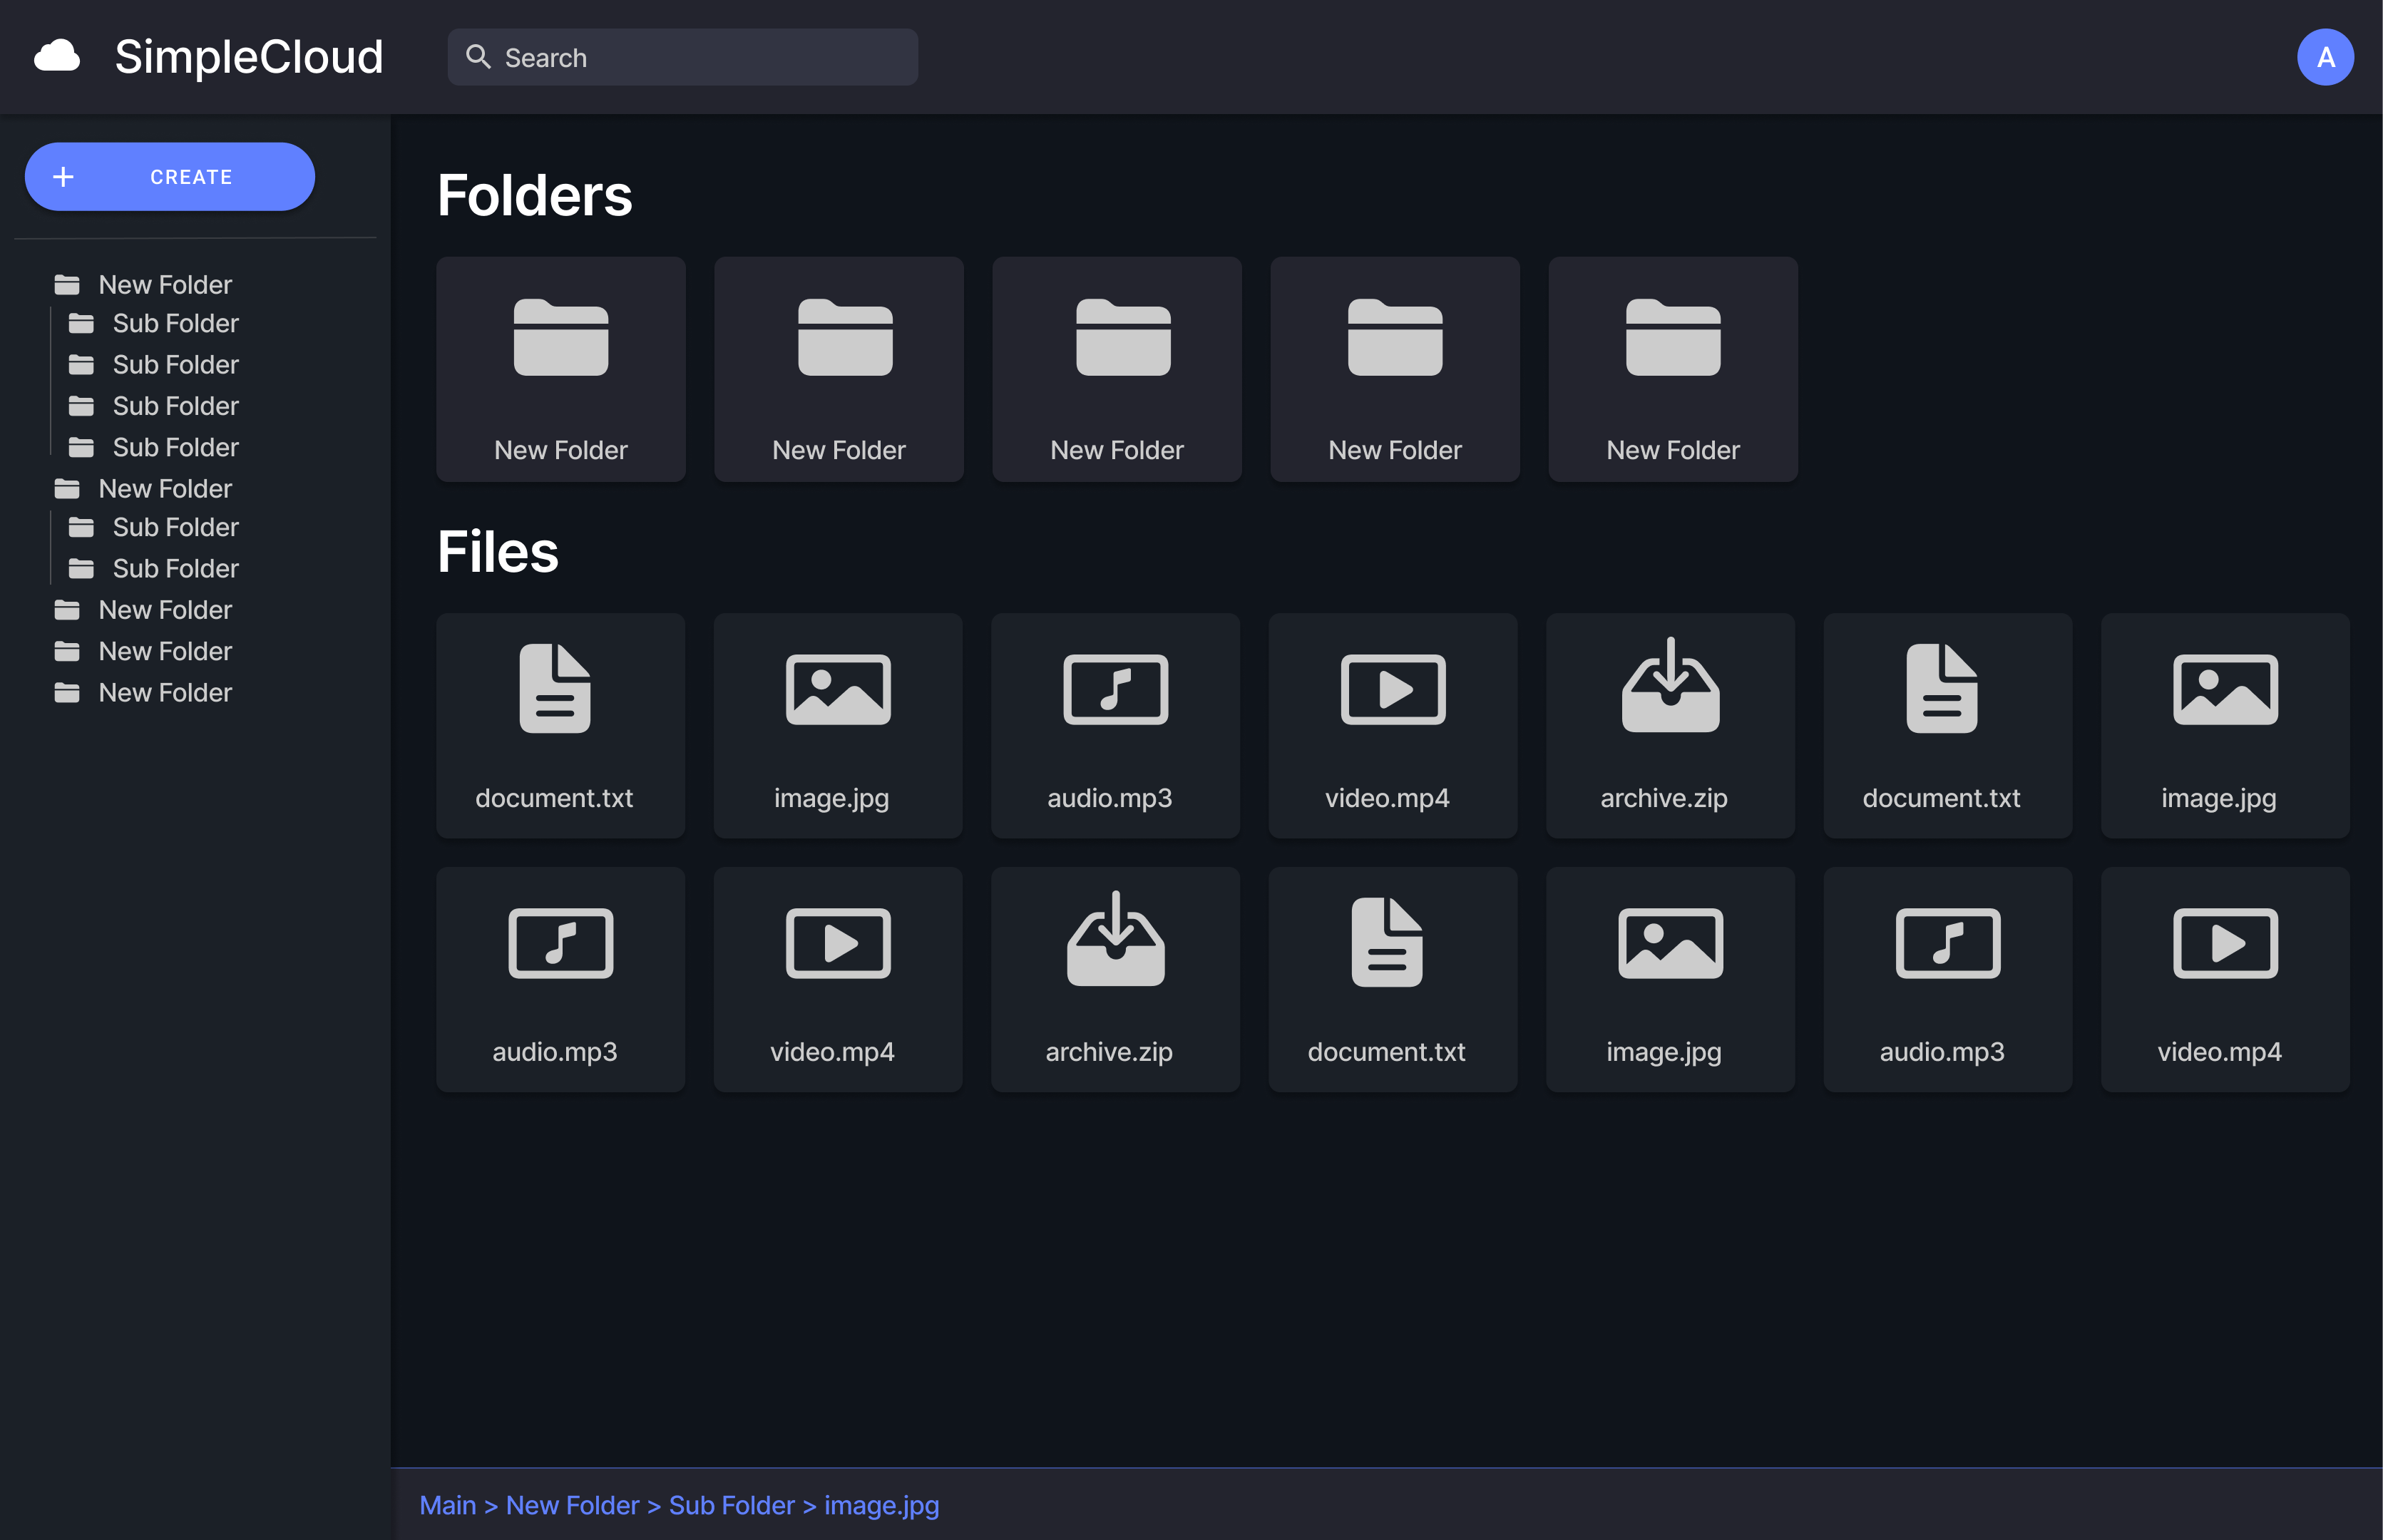 SimpleCloud
Search
A
CREATE
New Folder
Sub Folder
Sub Folder
Sub Folder
Sub Folder
New Folder
Sub Folder
Sub Folder
New Folder
New Folder
New Folder
Folders
New Folder New Folder New Folder New Folder New Folder
Files
document.txt image.jpg audio.mp3 video.mp4 archive.zip document.txt image.jpg
audio.mp3 video.mp4 archive.zip document.txt image.jpg audio.mp3 video.mp4
Main > New Folder > Sub Folder > image.jpg